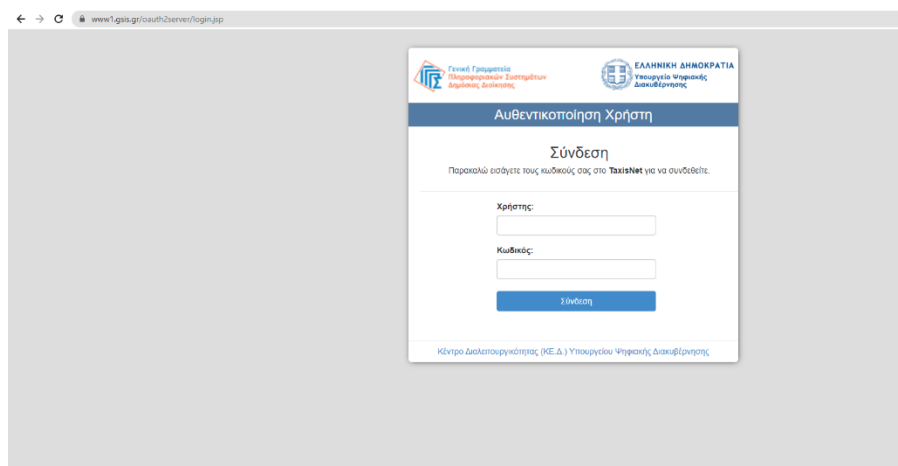 www1.gsis.gr/oauth2server/login.jsp
Γενική Γραμματεία
Πληροφοριακών Συστημάτων
Δημόσιας Διοίκησης
ΕΛΛΗΝΙΚΗ ΔΗΜΟΚΡΑΤΙΑ
Υπουργείο Ψηφιακής
Διακυβέρνησης
Αυθεντικοποίηση Χρήστη
Σύνδεση
Παρακαλώ εισάγετε τους κωδικούς σας στο TaxisNet για να συνδεθείτε.
Χρήστης:
Κωδικός:
Σύνδεση
Κέντρο Διαλειτουργικότητας (ΚΕ.Δ.) Υπουργείου Ψηφιακής Διακυβέρνησης